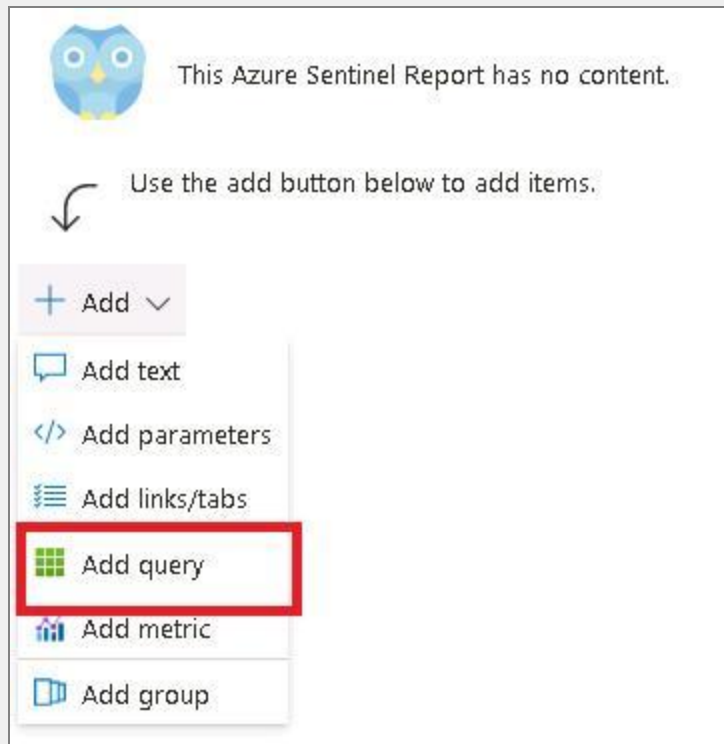 This Azure Sentinel Report has no content.
Use the add button below to add items.
Add
Add text
Add parameters
Add links/tabs
Add query
Add metric
Add group